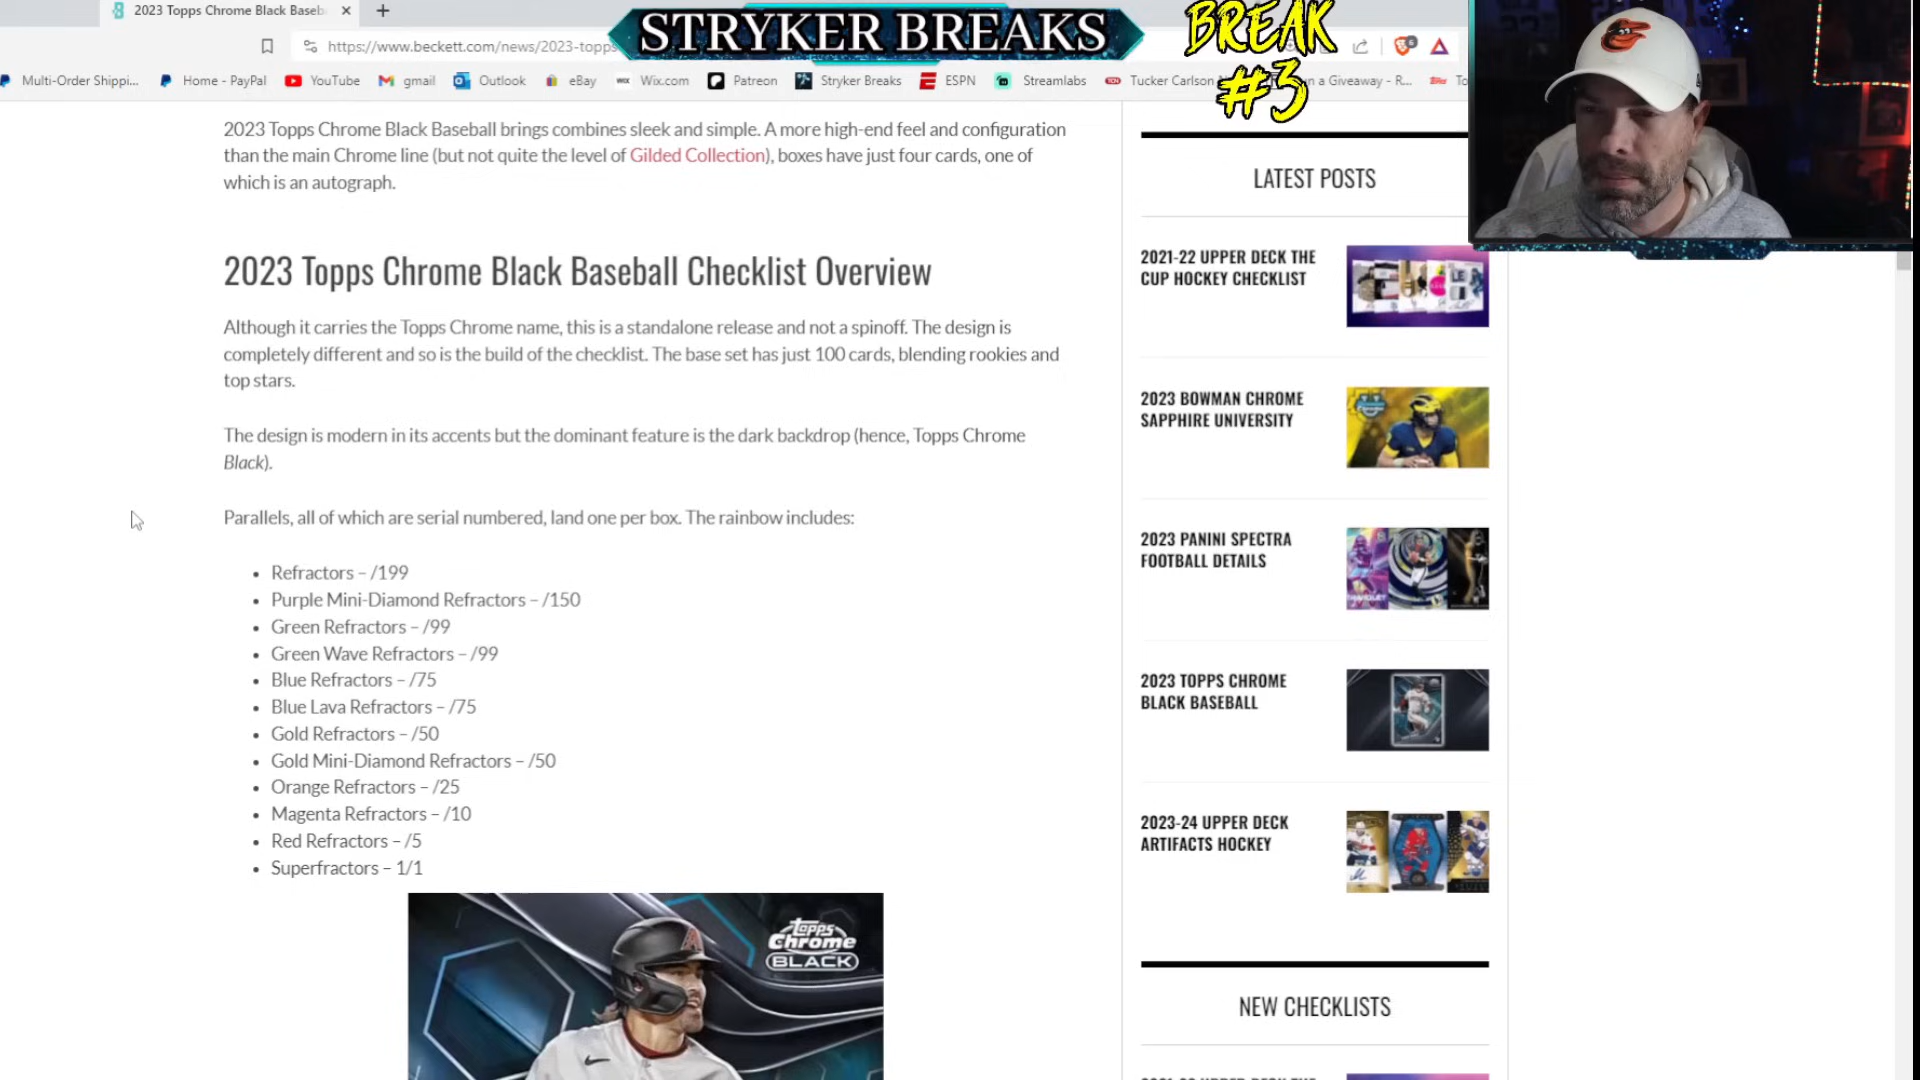 2023 Topps Chrome Black Baseb
STRYKER BREAKS
BREAK
#3
https://www.beckett.com/news/2023-topps
Multi-Order Shippi...
Home - PayPal
YouTube
gmail
Outlook
eBay
WIX
Wix.com
Patreon
Stryker Breaks
ESPN
Streamlabs
TCN
Tucker Carlson
n a Giveaway - R...
topps
To
2023 Topps Chrome Black Baseball brings combines sleek and simple. A more high-end feel and configuration
than the main Chrome line (but not quite the level of Gilded Collection), boxes have just four cards, one of
which is an autograph.
2023 Topps Chrome Black Baseball Checklist Overview
Although it carries the Topps Chrome name, this is a standalone release and not a spinoff. The design is
completely different and so is the build of the checklist. The base set has just 100 cards, blending rookies and
top stars.
The design is modern in its accents but the dominant feature is the dark backdrop (hence, Topps Chrome
Black).
Parallels, all of which are serial numbered, land one per box. The rainbow includes:
• Refractors – /199
• Purple Mini-Diamond Refractors – /150
• Green Refractors – /99
• Green Wave Refractors – /99
• Blue Refractors – /75
• Blue Lava Refractors – /75
• Gold Refractors – /50
• Gold Mini-Diamond Refractors – /50
• Orange Refractors – /25
• Magenta Refractors – /10
• Red Refractors – /5
• Superfractors – 1/1
topps
Chrome
BLACK
LATEST POSTS
2021-22 UPPER DECK THE
CUP HOCKEY CHECKLIST
2023 BOWMAN CHROME
SAPPHIRE UNIVERSITY
2023 PANINI SPECTRA
FOOTBALL DETAILS
2023 TOPPS CHROME
BLACK BASEBALL
2023-24 UPPER DECK
ARTIFACTS HOCKEY
NEW CHECKLISTS